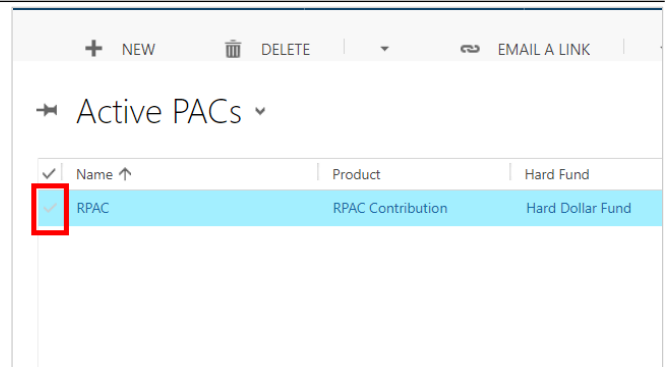 NEW DELETE EMAIL A LINK
Active PACs
Name Product Hard Fund
RPAC RPAC Contribution Hard Dollar Fund